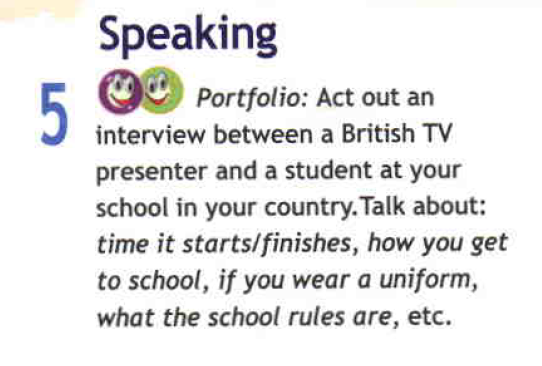 Speaking
5 Portfolio: Act out an
interview between a British TV
presenter and a student at your
school in your country.Talk about:
time it starts/finishes, how you get
to school, if you wear a uniform,
what the school rules are, etc.